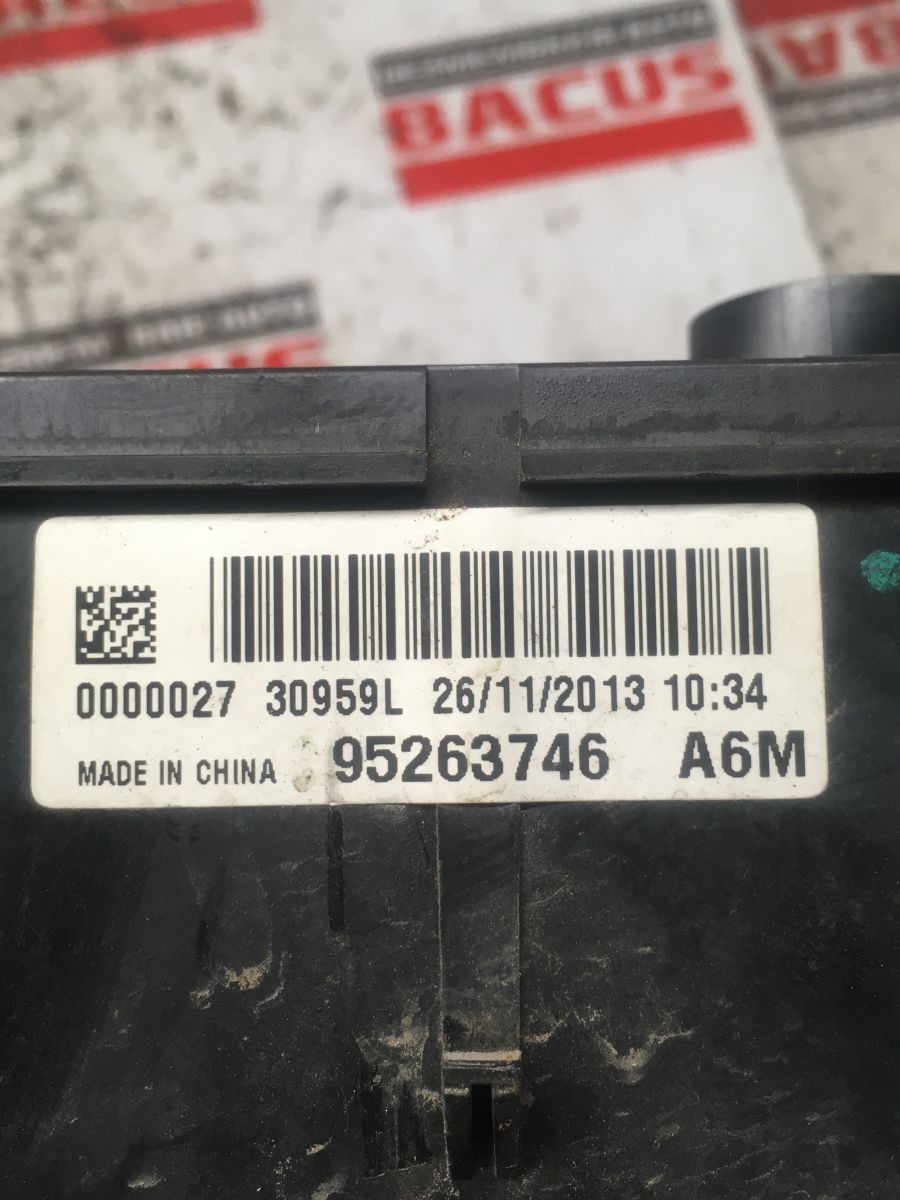 BACUS
0000027 30959L 26/11/2013 10:34
MADE IN CHINA 95263746 A6M